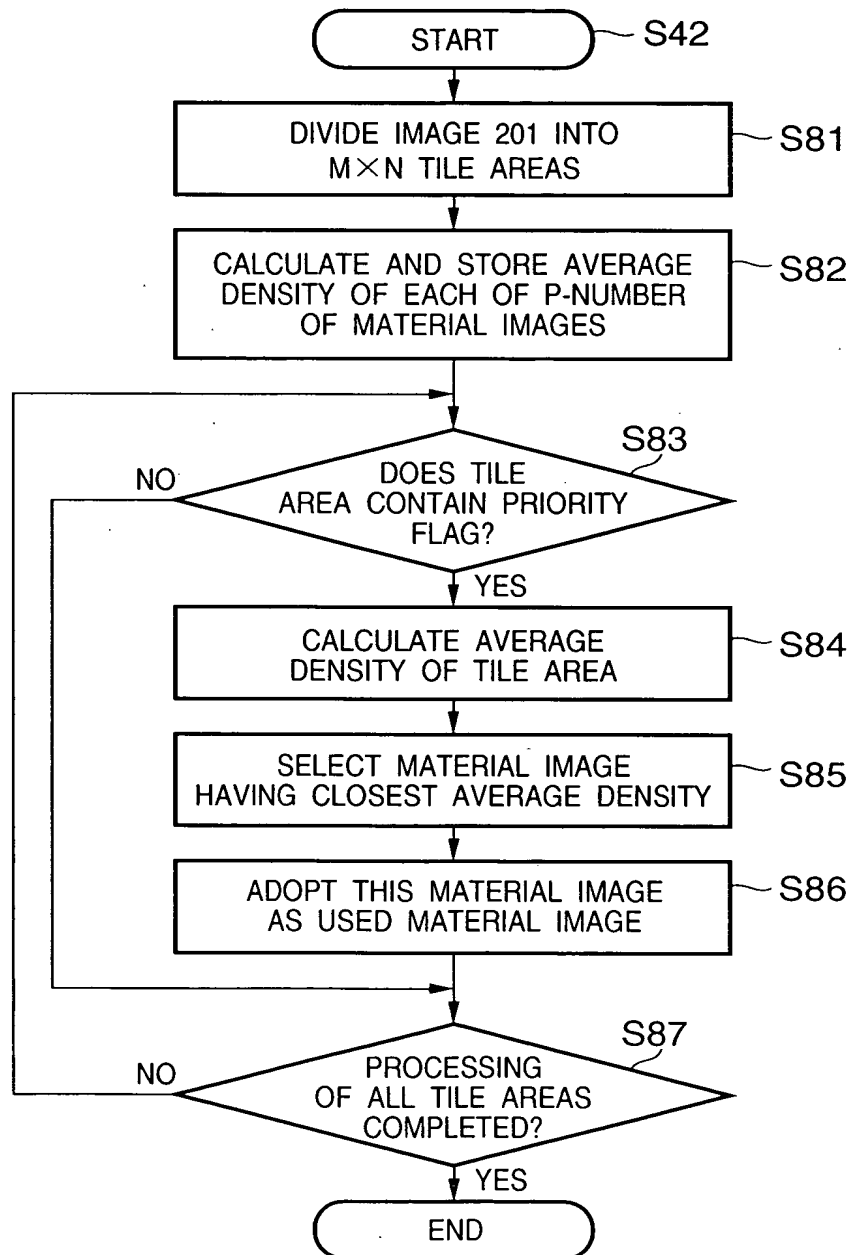 START
S42
DIVIDE IMAGE 201 INTO
M×N TILE AREAS
S81
CALCULATE AND STORE AVERAGE
DENSITY OF EACH OF P-NUMBER
OF MATERIAL IMAGES
S82
S83
NO
DOES TILE
AREA CONTAIN PRIORITY
FLAG?
YES
CALCULATE AVERAGE
DENSITY OF TILE AREA
S84
SELECT MATERIAL IMAGE
HAVING CLOSEST AVERAGE DENSITY
S85
ADOPT THIS MATERIAL IMAGE
AS USED MATERIAL IMAGE
S86
S87
NO
PROCESSING
OF ALL TILE AREAS
COMPLETED?
YES
END